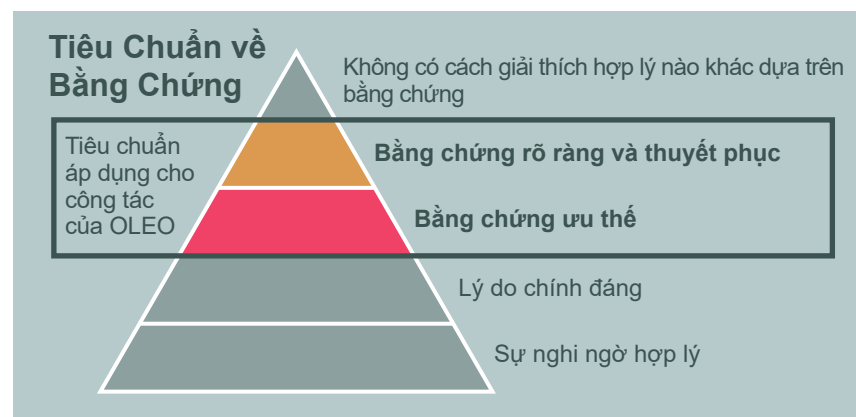 Tiêu Chuẩn về
Bằng Chứng
Không có cách giải thích hợp lý nào khác dựa trên
bằng chứng
Tiêu chuẩn
áp dụng cho
công tác
của OLEO
Bằng chứng rõ ràng và thuyết phục
Bằng chứng ưu thế
Lý do chính đáng
Sự nghi ngờ hợp lý